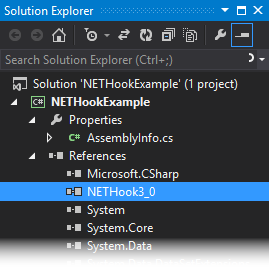 Solution Explorer
Search Solution Explorer (Ctrl+;)
Solution 'NETHookExample' (1 project)
C# NETHookExample
Properties
AssemblyInfo.cs
References
Microsoft.CSharp
NETHook3_0
System
System.Core
System.Data